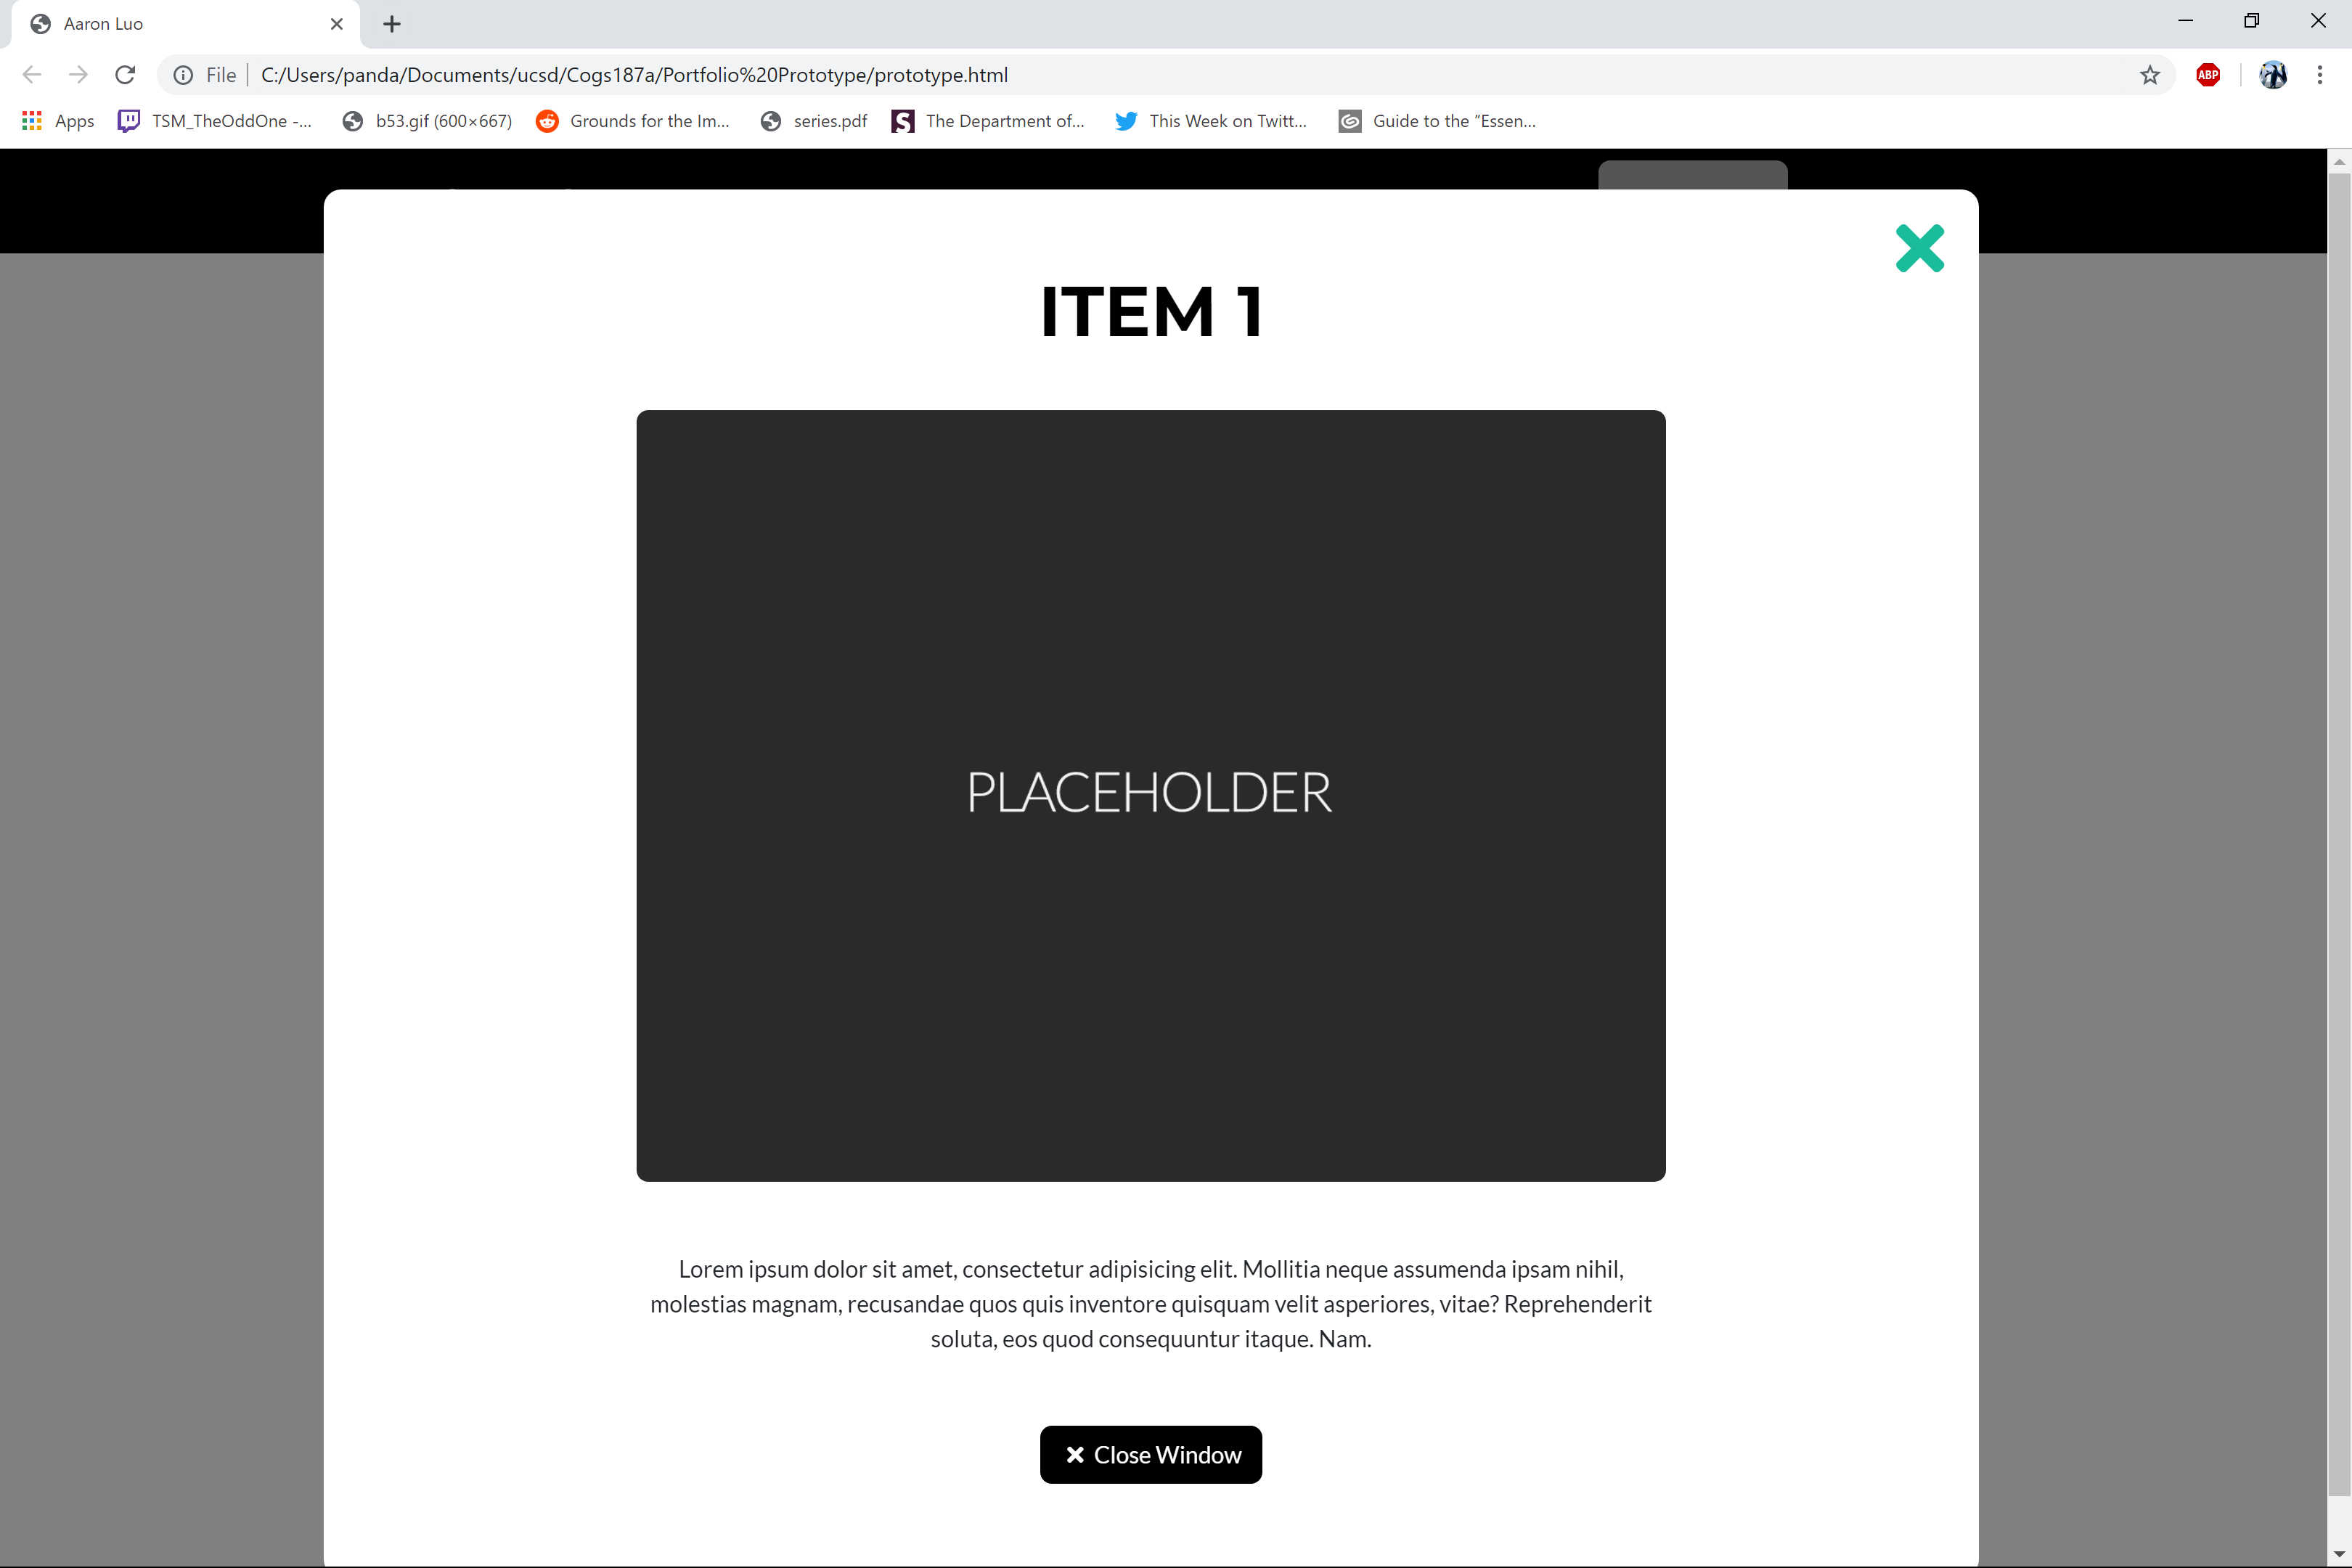 Aaron Luo
File
C:/Users/panda/Documents/ucsd/Cogs187a/Portfolio%20Prototype/prototype.html
ABP
Apps
TSM_TheOddOne -...
b53.gif (600×667)
Grounds for the Im...
series.pdf
S
The Department of...
This Week on Twitt...
Guide to the "Essen...
ITEM 1
PLACEHOLDER
Lorem ipsum dolor sit amet, consectetur adipisicing elit. Mollitia neque assumenda ipsam nihil,
molestias magnam, recusandae quos quis inventore quisquam velit asperiores, vitae? Reprehenderit
soluta, eos quod consequuntur itaque. Nam.
Close Window